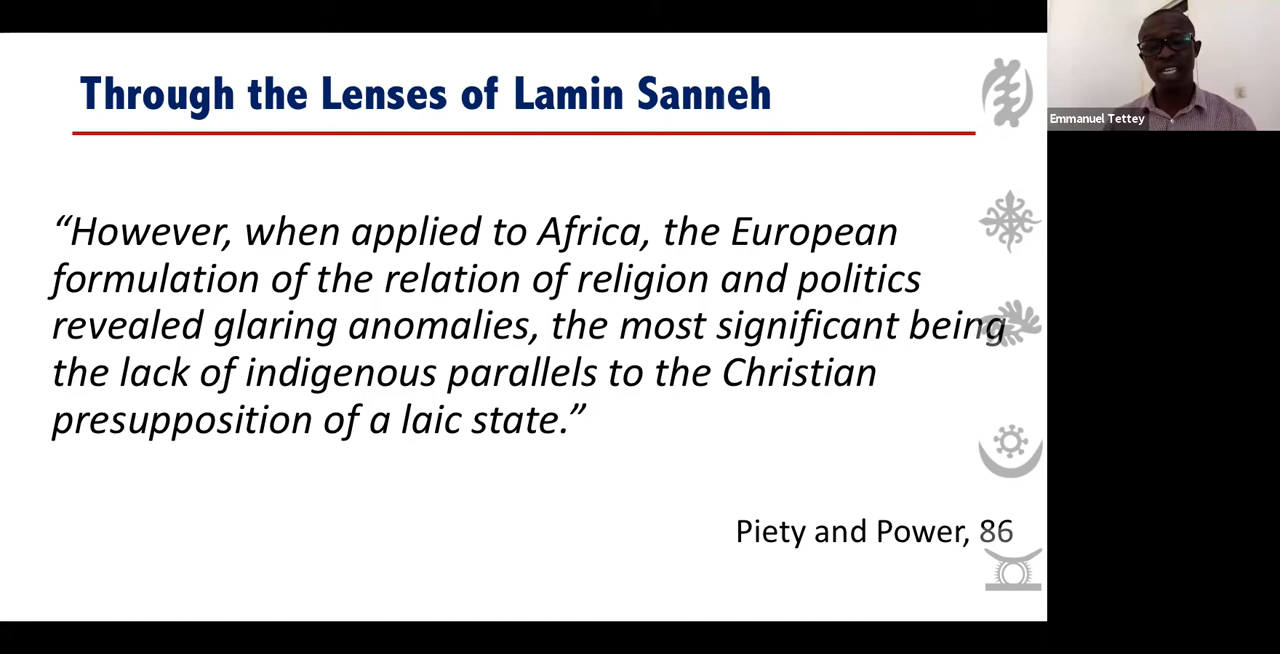 Through the Lenses of Lamin Sanneh
Emmanuel Tettey
“However, when applied to Africa, the European
formulation of the relation of religion and politics
revealed glaring anomalies, the most significant being
the lack of indigenous parallels to the Christian
presupposition of a laic state.”
Piety and Power, 86